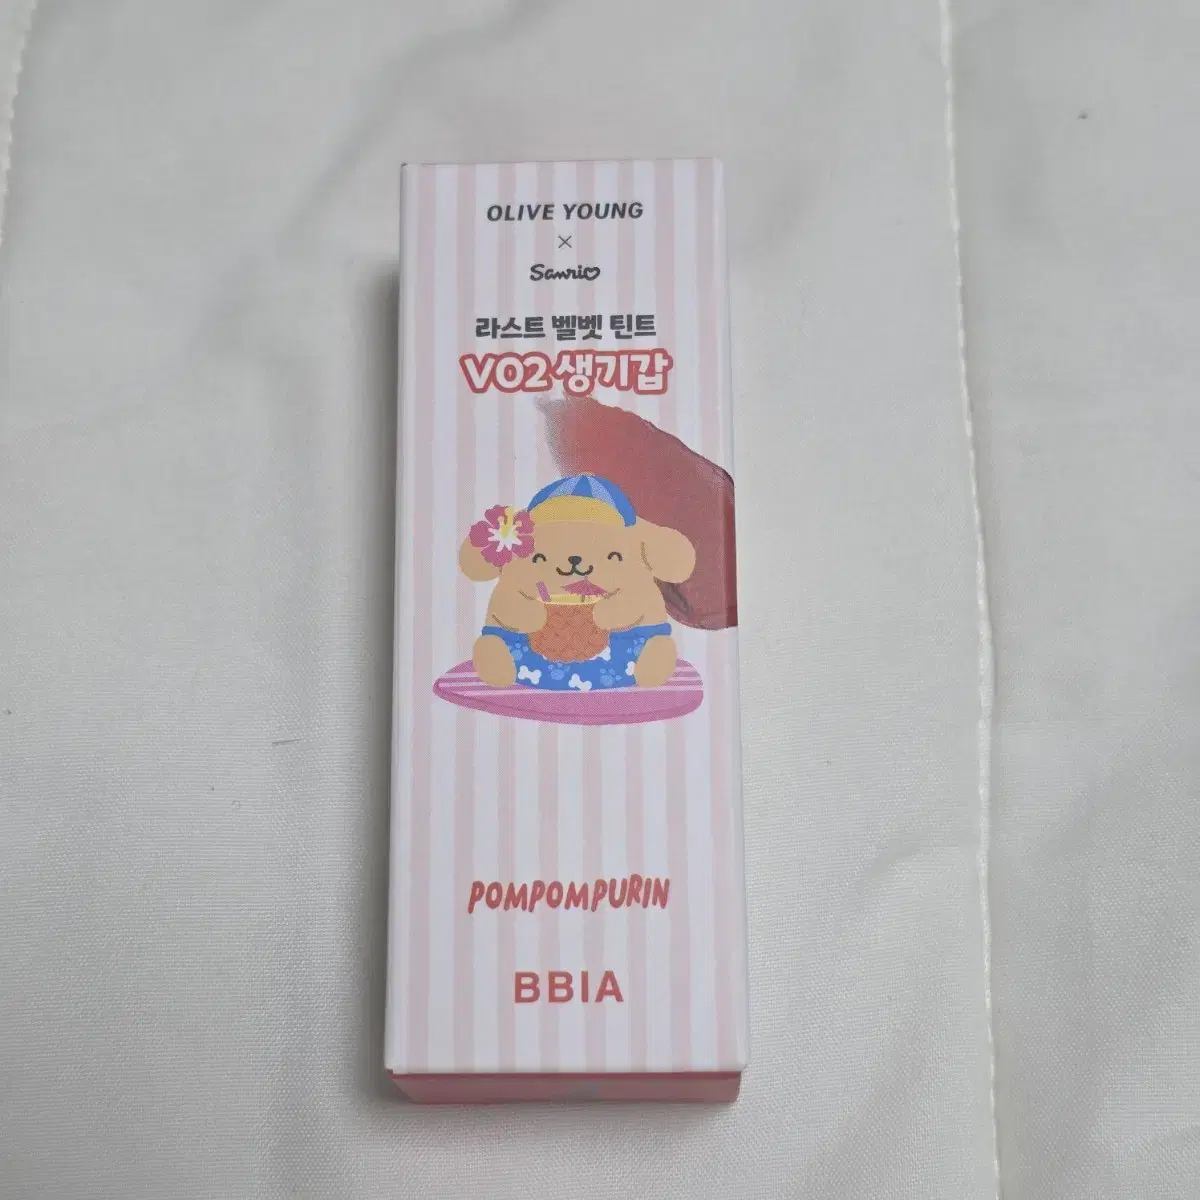 OLIVE YOUNG
×
Sanrio
라스트 벨벳 틴트
V02 생기갑
POMPOMPURIN
BBIA